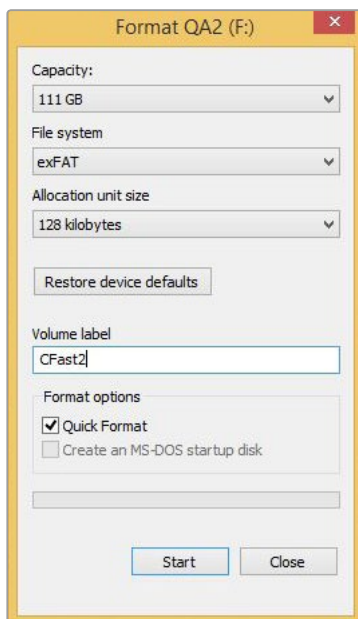 Format QA2 (F:)
Capacity:
111 GB
File system
exFAT
Allocation unit size
128 kilobytes
Restore device defaults
Volume label
CFast2
Format options
Quick Format
Create an MS-DOS startup disk
Start Close